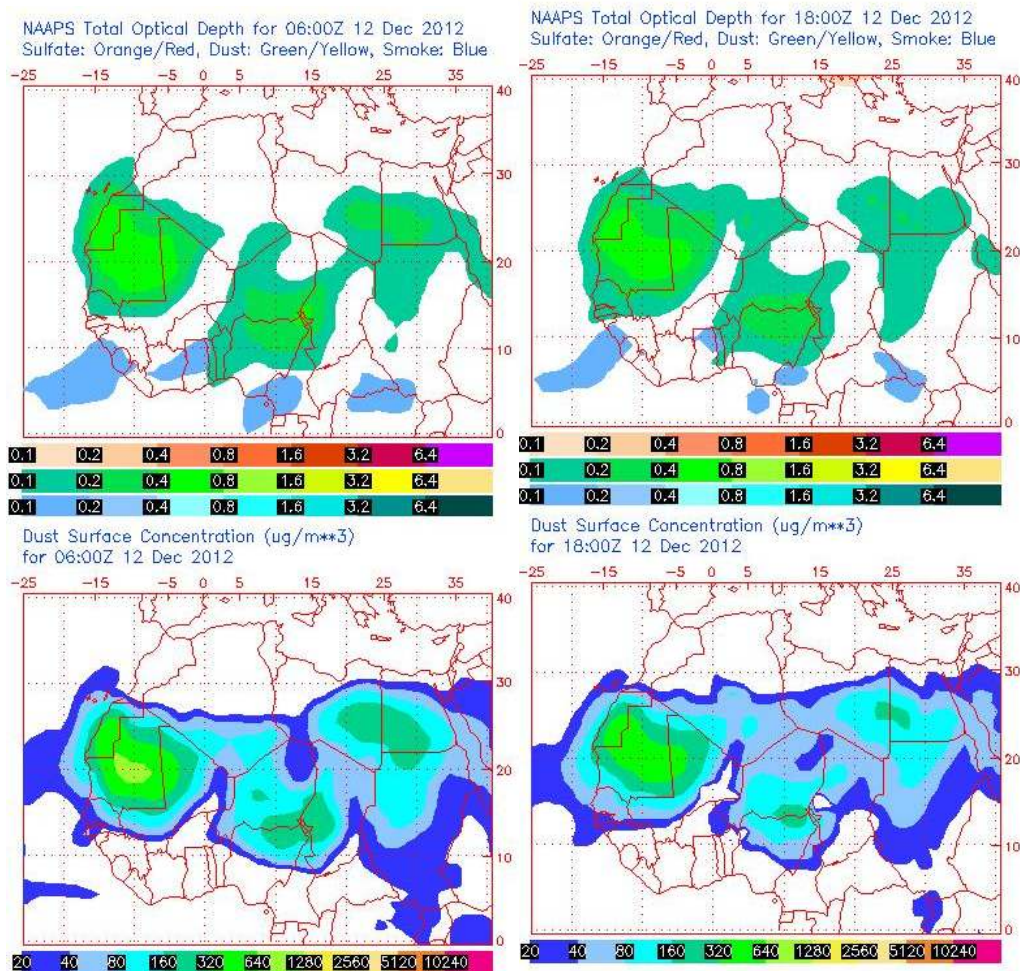 NAAPS Total Optical Depth for 06:00Z 12 Dec 2012
Sulfate: Orange/Red, Dust: Green/Yellow, Smoke: Blue
-25 -15 -5 0 5 15 25 35
40
30
20
10
0
0.1 0.2 0.4 0.8 1.6 3.2 6.4
0.1 0.2 0.4 0.8 1.6 3.2 6.4
0.1 0.2 0.4 0.8 1.6 3.2 6.4
NAAPS Total Optical Depth for 18:00Z 12 Dec 2012
Sulfate: Orange/Red, Dust: Green/Yellow, Smoke: Blue
-25 -15 -5 0 5 15 25 35
40
30
20
10
0
0.1 0.2 0.4 0.8 1.6 3.2 6.4
0.1 0.2 0.4 0.8 1.6 3.2 6.4
0.1 0.2 0.4 0.8 1.6 3.2 6.4
Dust Surface Concentration (ug/m**3)
for 06:00Z 12 Dec 2012
-25 -15 -5 0 5 15 25 35
40
30
20
10
0
20 40 80 160 320 640 1280 2560 5120 10240
Dust Surface Concentration (ug/m**3)
for 18:00Z 12 Dec 2012
-25 -15 -5 0 5 15 25 35
40
30
20
10
0
20 40 80 160 320 640 1280 2560 5120 10240